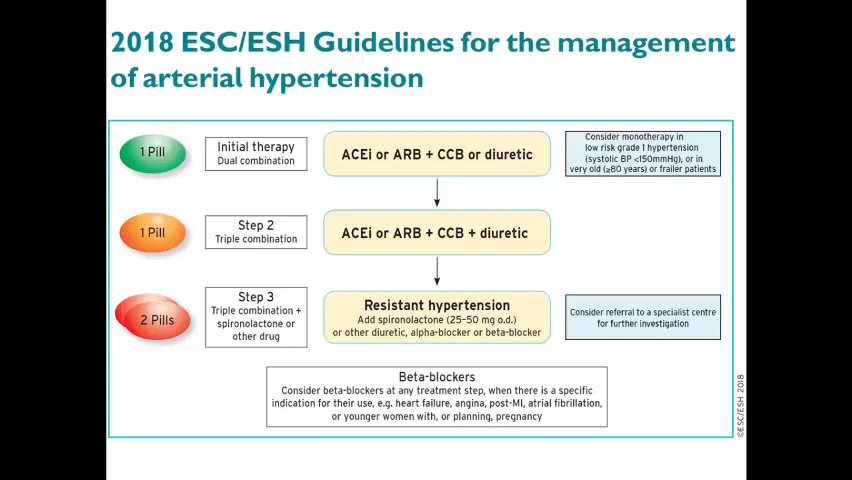 2018 ESC/ESH Guidelines for the management
of arterial hypertension
1 Pill
Initial therapy
Dual combination
ACEi or ARB + CCB or diuretic
Consider monotherapy in
low risk grade 1 hypertension
(systolic BP <150mmHg), or in
very old (≥80 years) or frailer patients
1 Pill
Step 2
Triple combination
ACEi or ARB + CCB + diuretic
2 Pills
Step 3
Triple combination +
spironolactone or
other drug
Resistant hypertension
Add spironolactone (25–50 mg o.d.)
or other diuretic, alpha-blocker or beta-blocker
Consider referral to a specialist centre
for further investigation
Beta-blockers
Consider beta-blockers at any treatment step, when there is a specific
indication for their use, e.g. heart failure, angina, post-MI, atrial fibrillation,
or younger women with, or planning, pregnancy
©ESC/ESH 2018